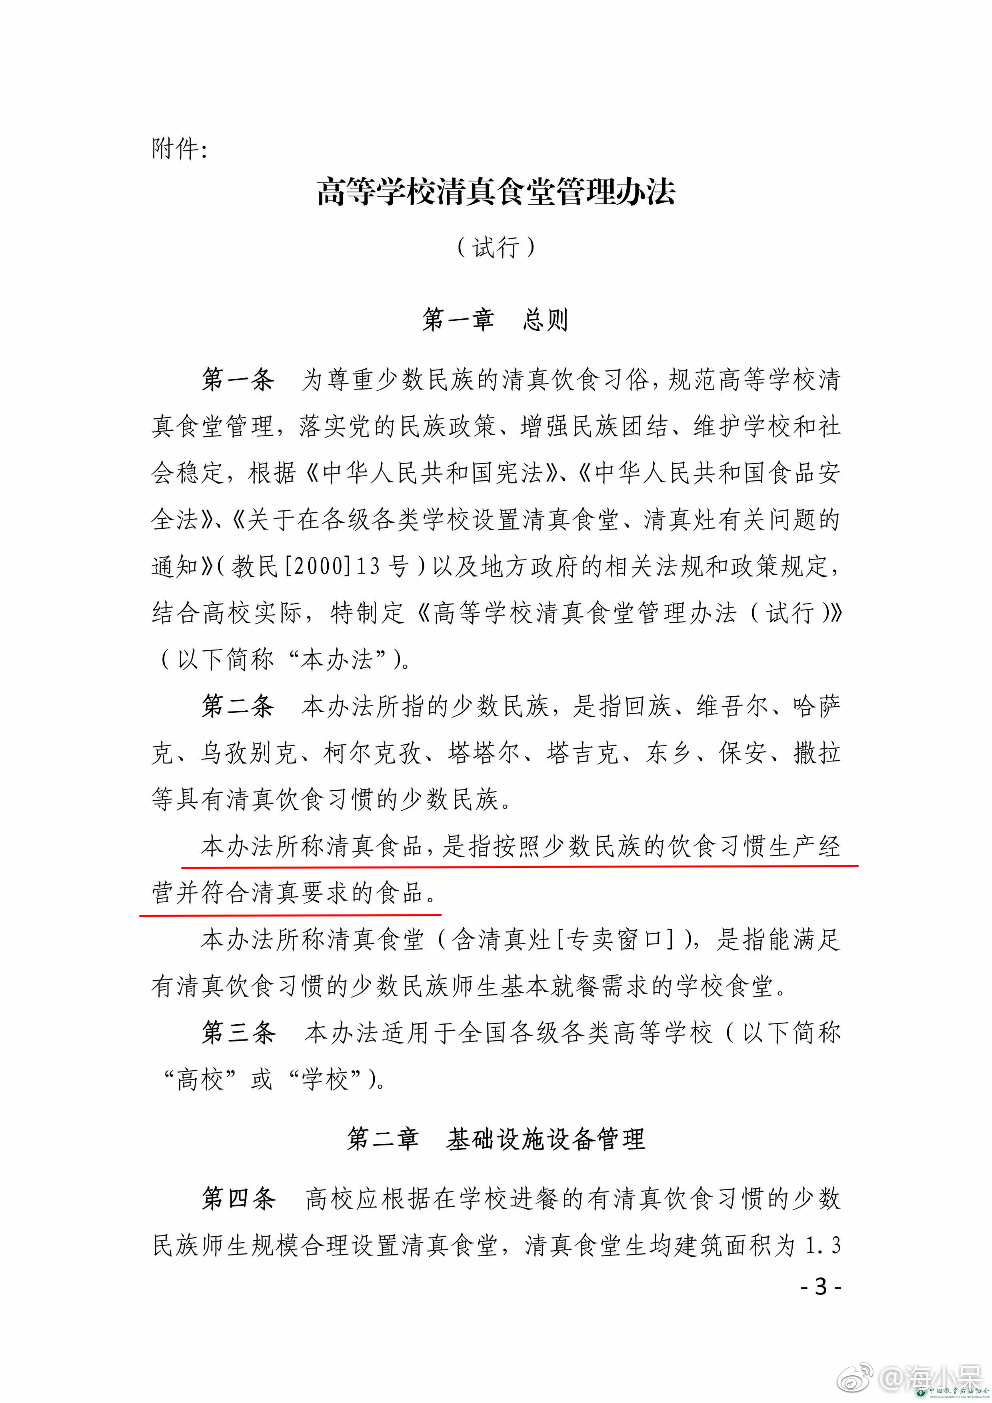 附件：
高等学校清真食堂管理办法
（试行）
第一章 总则
第一条 为尊重少数民族的清真饮食习俗，规范高等学校清
真食堂管理，落实党的民族政策、增强民族团结、维护学校和社
会稳定，根据《中华人民共和国宪法》、《中华人民共和国食品安
全法》、《关于在各级各类学校设置清真食堂、清真灶有关问题的
通知》（教民[2000]13号）以及地方政府的相关法规和政策规定，
结合高校实际，特制定《高等学校清真食堂管理办法（试行）》
（以下简称“本办法”）。
第二条 本办法所指的少数民族，是指回族、维吾尔、哈萨
克、乌孜别克、柯尔克孜、塔塔尔、塔吉克、东乡、保安、撒拉
等具有清真饮食习惯的少数民族。
本办法所称清真食品，是指按照少数民族的饮食习惯生产经
营并符合清真要求的食品。
本办法所称清真食堂（含清真灶[专卖窗口]），是指能满足
有清真饮食习惯的少数民族师生基本就餐需求的学校食堂。
第三条 本办法适用于全国各级各类高等学校（以下简称
“高校”或“学校”）。
第二章 基础设施设备管理
第四条 高校应根据在学校进餐的有清真饮食习惯的少数
民族师生规模合理设置清真食堂，清真食堂生均建筑面积为1.3
- 3 -
@海小呆